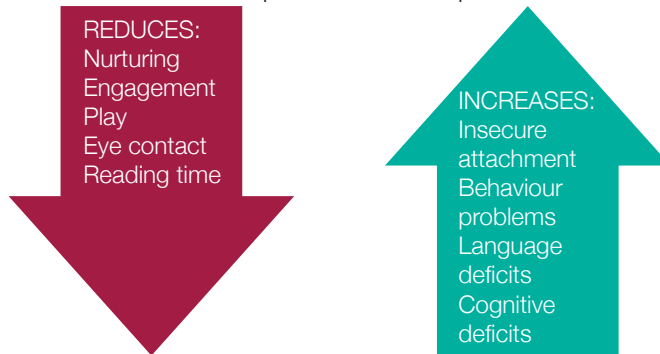 REDUCES:
Nurturing
Engagement
Play
Eye contact
Reading time
INCREASES:
Insecure
attachment
Behaviour
problems
Language
deficits
Cognitive
deficits